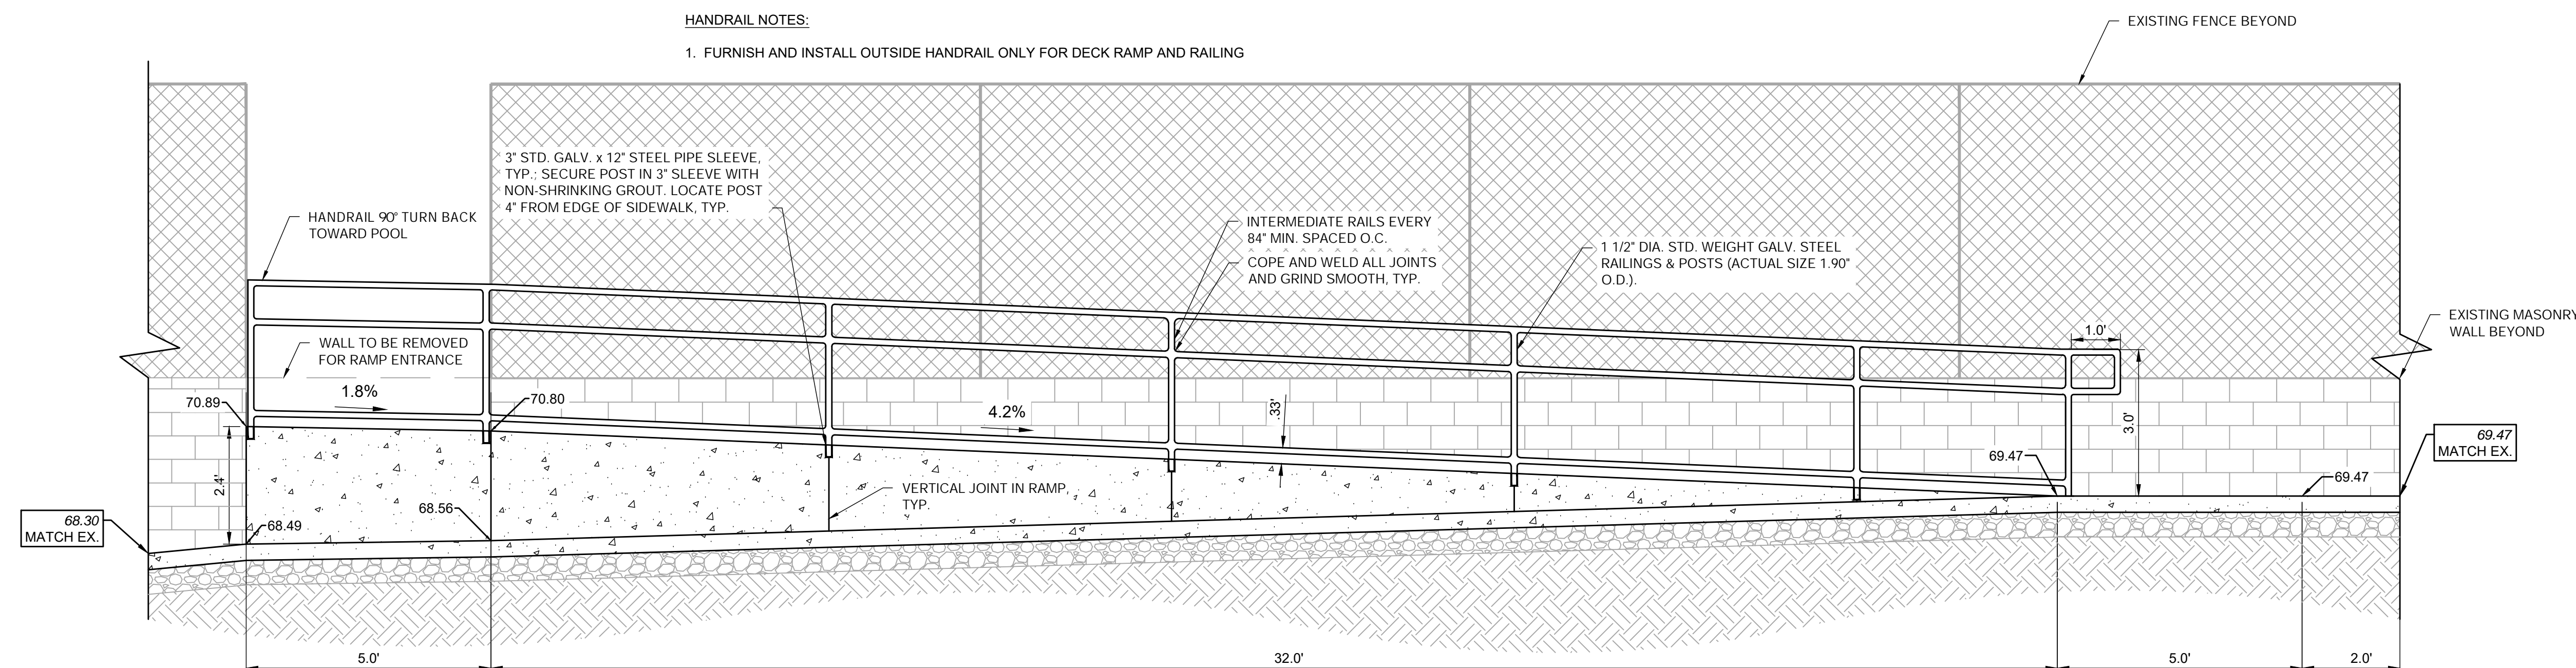 HANDRAIL NOTES:
1. FURNISH AND INSTALL OUTSIDE HANDRAIL ONLY FOR DECK RAMP AND RAILING
EXISTING FENCE BEYOND
3" STD. GALV. x 12" STEEL PIPE SLEEVE,
TYP.; SECURE POST IN 3" SLEEVE WITH
NON-SHRINKING GROUT. LOCATE POST
4" FROM EDGE OF SIDEWALK, TYP.
HANDRAIL 90° TURN BACK
TOWARD POOL
INTERMEDIATE RAILS EVERY
84" MIN. SPACED O.C.
COPE AND WELD ALL JOINTS
AND GRIND SMOOTH, TYP.
1 1/2" DIA. STD. WEIGHT GALV. STEEL
RAILINGS & POSTS (ACTUAL SIZE 1.90"
O.D.).
EXISTING MASONRY
WALL BEYOND
1.0'
WALL TO BE REMOVED
FOR RAMP ENTRANCE
1.8%
70.89
70.80
4.2%
.33'
3.0'
69.47
MATCH EX.
69.47
69.47
2.4'
VERTICAL JOINT IN RAMP,
TYP.
68.56
68.49
68.30
MATCH EX.
5.0'
32.0'
5.0'
2.0'